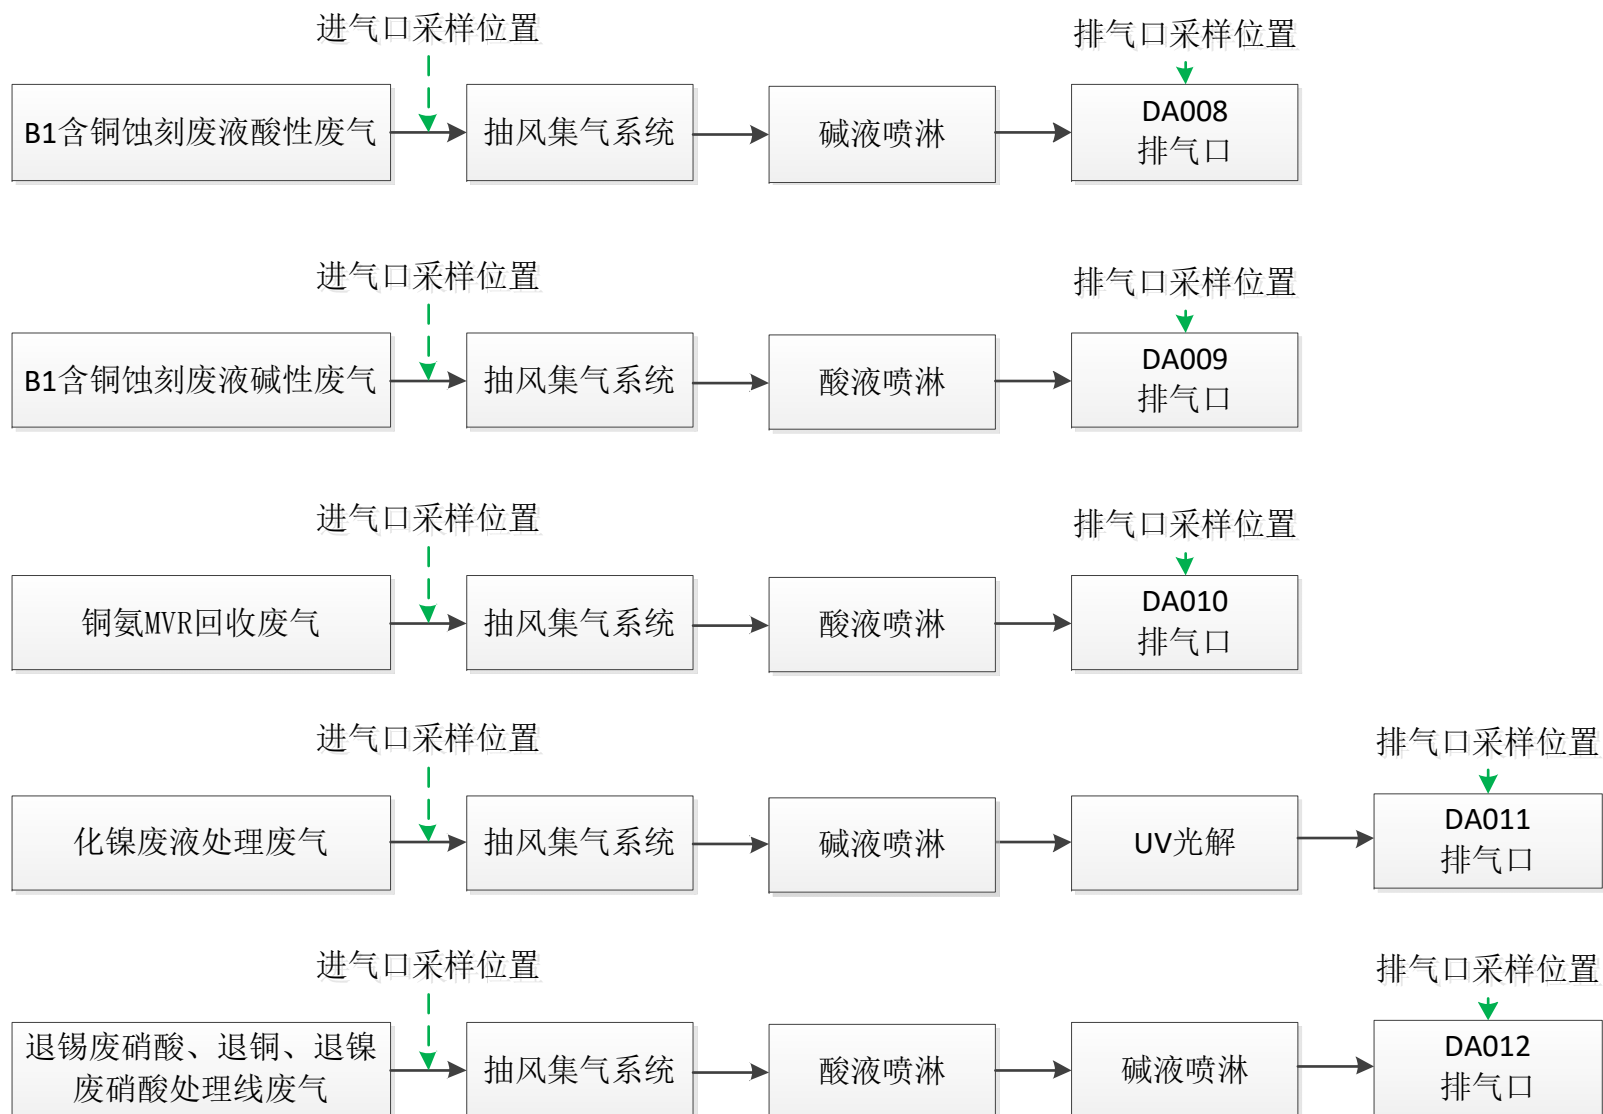 进气口采样位置
排气口采样位置
B1含铜蚀刻废液酸性废气
抽风集气系统
碱液喷淋
DA008
排气口
进气口采样位置
排气口采样位置
B1含铜蚀刻废液碱性废气
抽风集气系统
酸液喷淋
DA009
排气口
进气口采样位置
排气口采样位置
铜氨MVR回收废气
抽风集气系统
酸液喷淋
DA010
排气口
进气口采样位置
排气口采样位置
化镍废液处理废气
抽风集气系统
碱液喷淋
UV光解
DA011
排气口
进气口采样位置
排气口采样位置
退锡废硝酸、退铜、退镍
废硝酸处理线废气
抽风集气系统
酸液喷淋
碱液喷淋
DA012
排气口